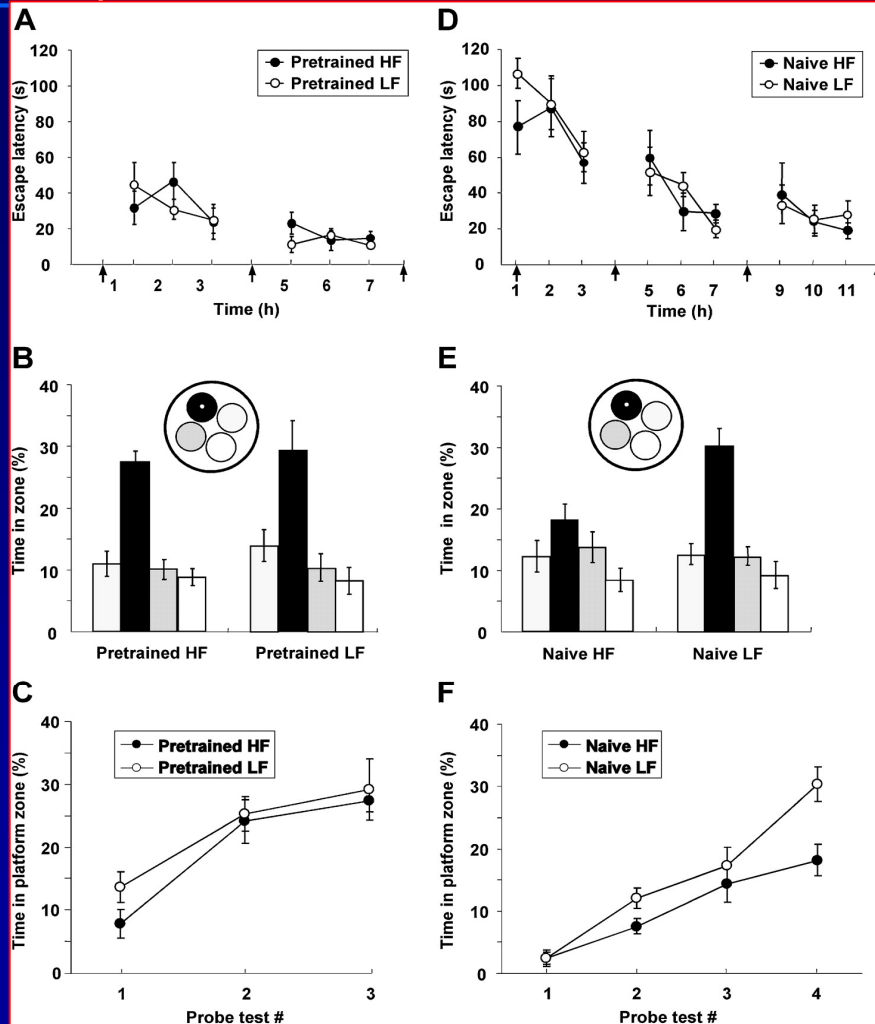 A
Escape latency (s)
120
100
80
60
40
20
0
Pretrained HF
Pretrained LF
1 2 3 5 6 7
Time (h)
D
Escape latency (s)
120
100
80
60
40
20
0
Naive HF
Naive LF
1 2 3 5 6 7 9 10 11
Time (h)
B
Time in zone (%)
40
30
20
10
0
Pretrained HF Pretrained LF
E
Time in zone (%)
40
30
20
10
0
Naive HF Naive LF
C
Time in platform zone (%)
40
30
20
10
0
Pretrained HF
Pretrained LF
1 2 3
Probe test #
F
Time in platform zone (%)
40
30
20
10
0
Naive HF
Naive LF
1 2 3 4
Probe test #